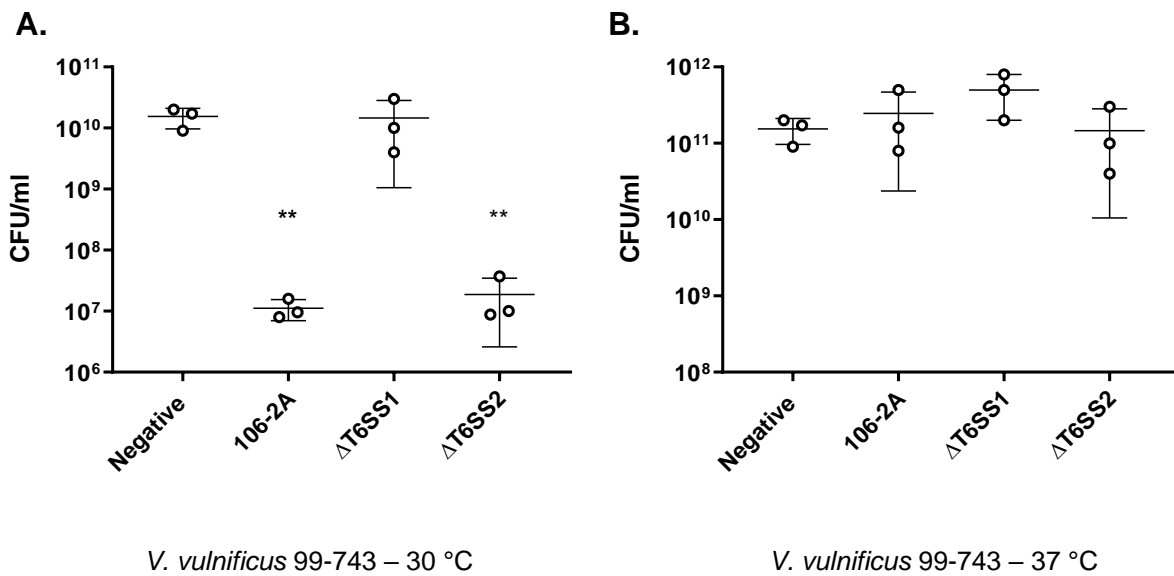 A.
CFU/ml
10¹¹
10¹⁰
10⁹
10⁸
10⁷
10⁶
**
**
Negative
106-2A
ΔT6SS1
ΔT6SS2
V. vulnificus 99-743 – 30 °C
B.
CFU/ml
10¹²
10¹¹
10¹⁰
10⁹
10⁸
Negative
106-2A
ΔT6SS1
ΔT6SS2
V. vulnificus 99-743 – 37 °C